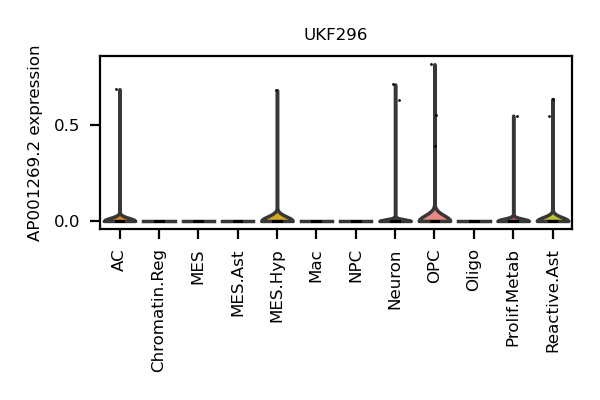 UKF296
AP001269.2 expression
0.5
0.0
AC
Chromatin.Reg
MES
MES.Ast
MES.Hyp
Mac
NPC
Neuron
OPC
Oligo
Prolif.Metab
Reactive.Ast